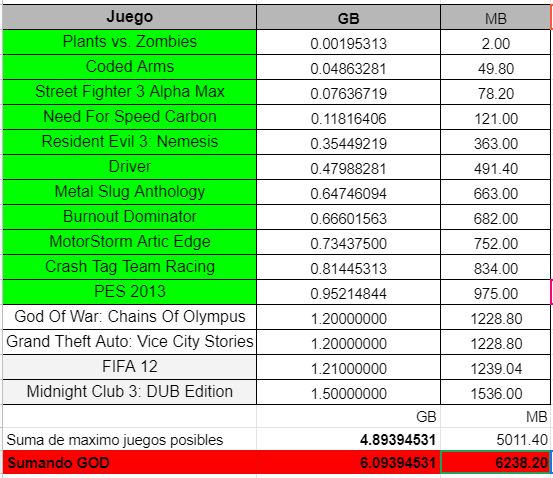 Juego GB MB
Plants vs. Zombies 0.00195313 2.00
Coded Arms 0.04863281 49.80
Street Fighter 3 Alpha Max 0.07636719 78.20
Need For Speed Carbon 0.11816406 121.00
Resident Evil 3: Nemesis 0.35449219 363.00
Driver 0.47988281 491.40
Metal Slug Anthology 0.64746094 663.00
Burnout Dominator 0.66601563 682.00
MotorStorm Artic Edge 0.73437500 752.00
Crash Tag Team Racing 0.81445313 834.00
PES 2013 0.95214844 975.00
God Of War: Chains Of Olympus 1.20000000 1228.80
Grand Theft Auto: Vice City Stories 1.20000000 1228.80
FIFA 12 1.21000000 1239.04
Midnight Club 3: DUB Edition 1.50000000 1536.00
GB MB
Suma de maximo juegos posibles 4.89394531 5011.40
Sumando GOD 6.09394531 6238.20